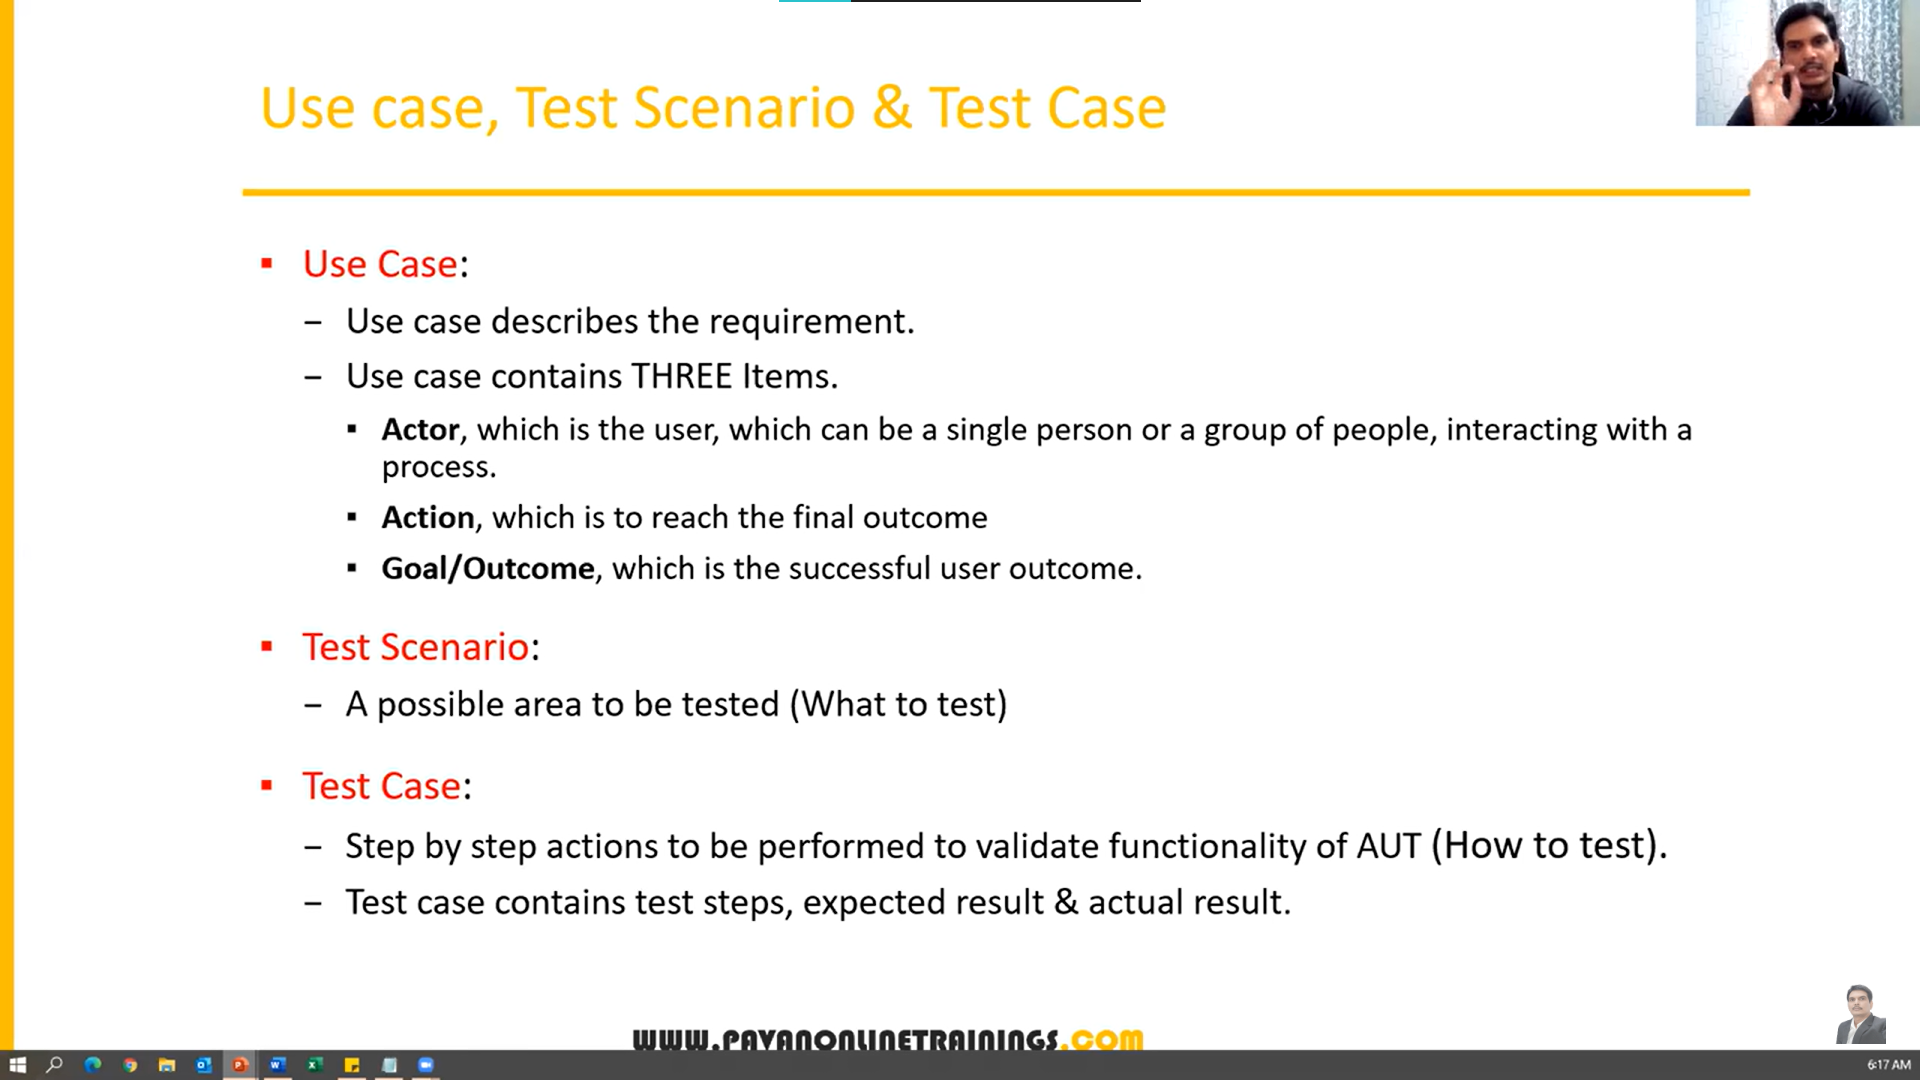 Use case, Test Scenario & Test Case
▪ Use Case:
– Use case describes the requirement.
– Use case contains THREE Items.
▪ Actor, which is the user, which can be a single person or a group of people, interacting with a
process.
▪ Action, which is to reach the final outcome
▪ Goal/Outcome, which is the successful user outcome.
▪ Test Scenario:
– A possible area to be tested (What to test)
▪ Test Case:
– Step by step actions to be performed to validate functionality of AUT (How to test).
– Test case contains test steps, expected result & actual result.
WWW.PAVANONLINETRAININGS.COM
6:17 AM